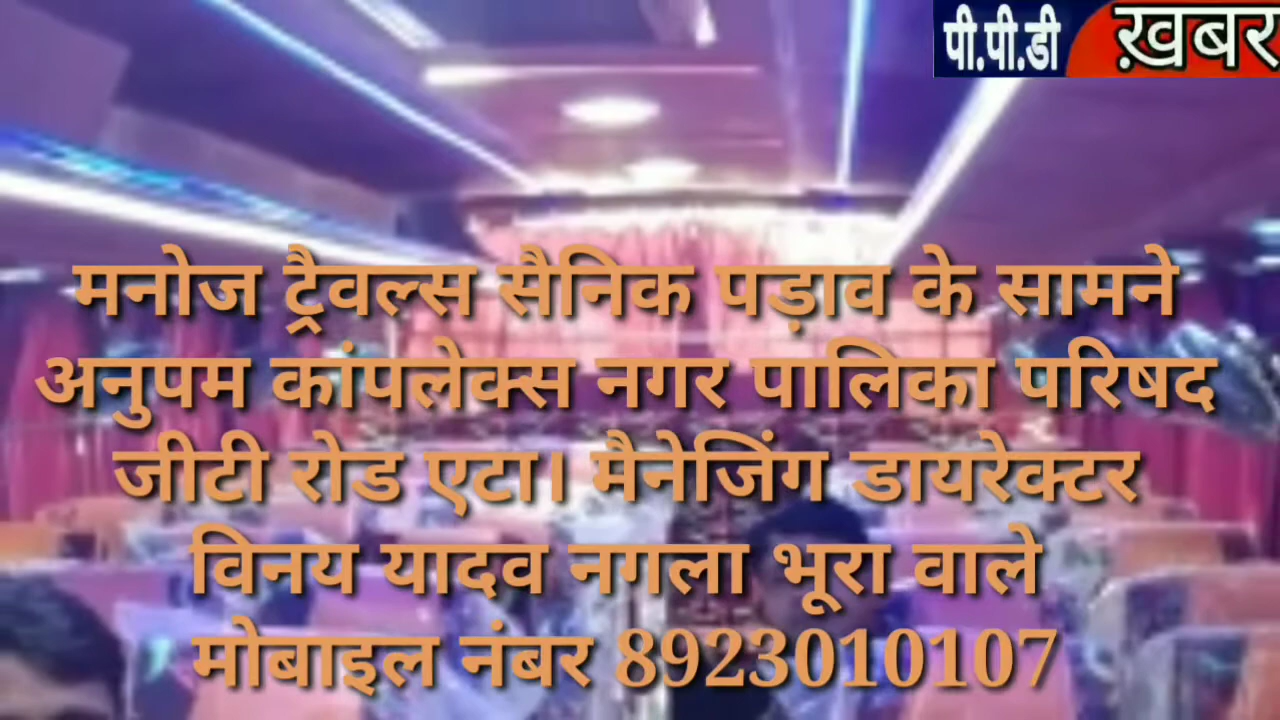 पी.पी.डी ख़बर
मनोज ट्रैवल्स सैनिक पड़ाव के सामने
अनुपम कांपलेक्स नगर पालिका परिषद
जीटी रोड एटा। मैनेजिंग डायरेक्टर
विनय यादव नगला भूरा वाले
मोबाइल नंबर 8923010107